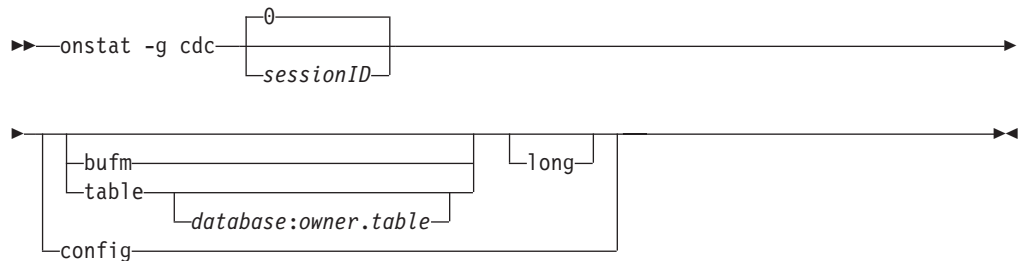 0
onstat -g cdc
sessionID
bufm
long
table
database:owner.table
config